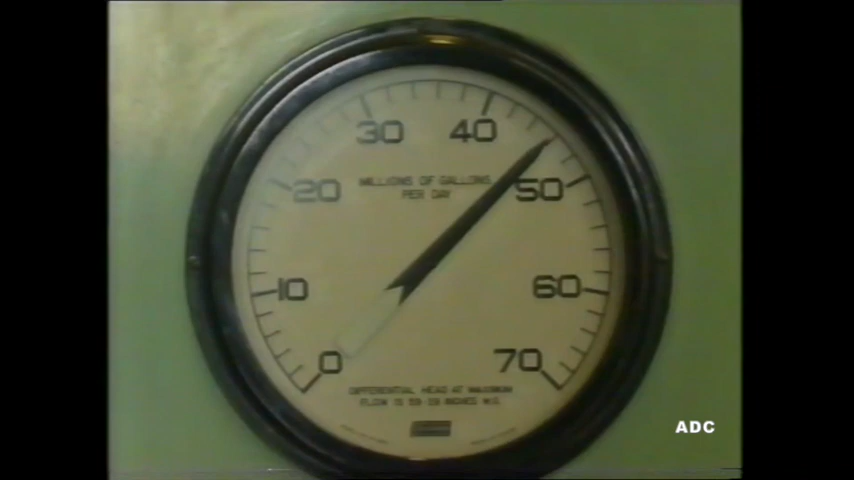 30 40
20 MILLIONS OF GALLONS 50
PER DAY
10 60
0 70
DIFFERENTIAL HEAD AT MAXIMUM
FLOW IS INCHES W.G.
ADC